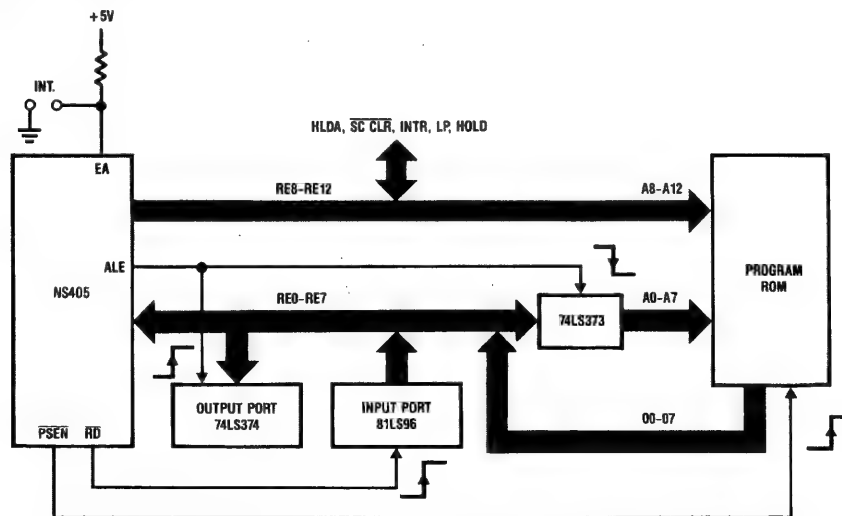 +5V
INT.
HLDA, SC CLR, INTR, LP, HOLD
EA
RE8-RE12
A8-A12
ALE
NS405
PROGRAM
ROM
RE0-RE7
A0-A7
74LS373
OUTPUT PORT
74LS374
INPUT PORT
81LS96
00-07
PSEN
RD